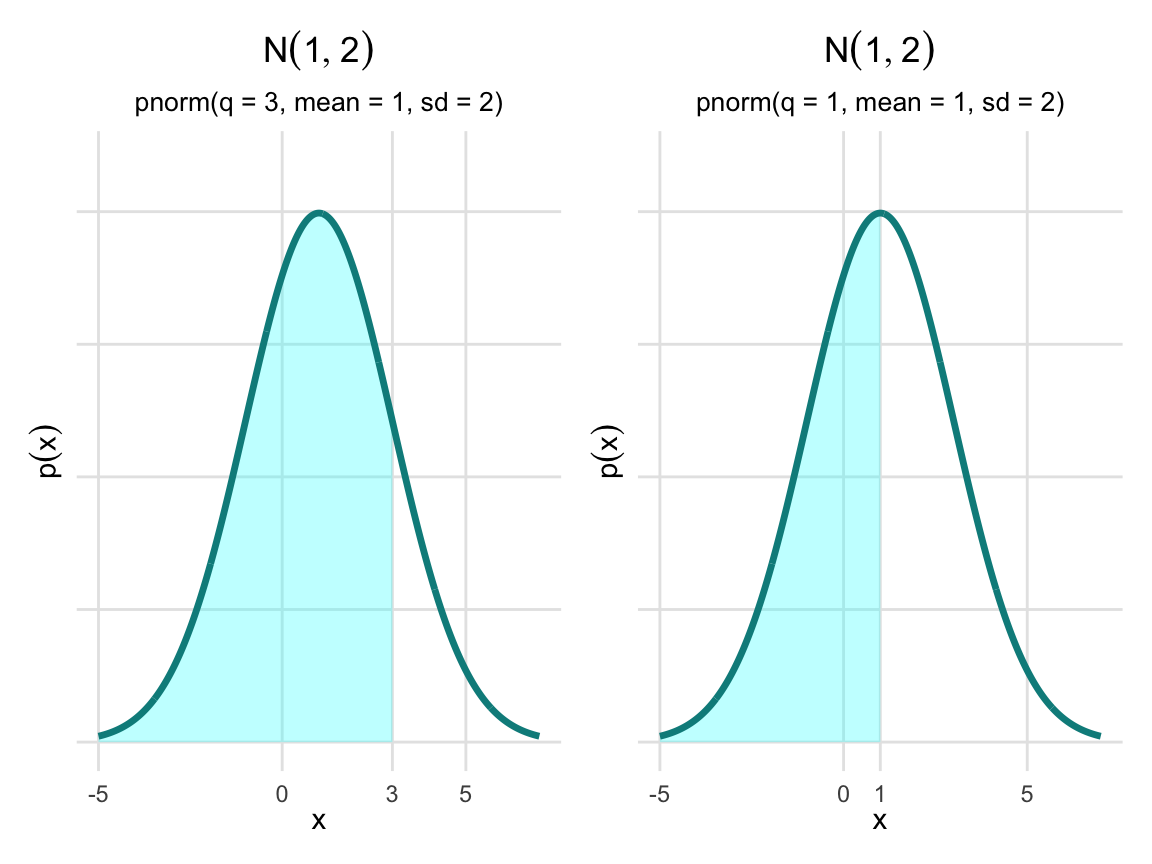 N(1, 2)
pnorm(q = 3, mean = 1, sd = 2)
p(x)
-5 0 3 5
x
N(1, 2)
pnorm(q = 1, mean = 1, sd = 2)
p(x)
-5 0 1 5
x